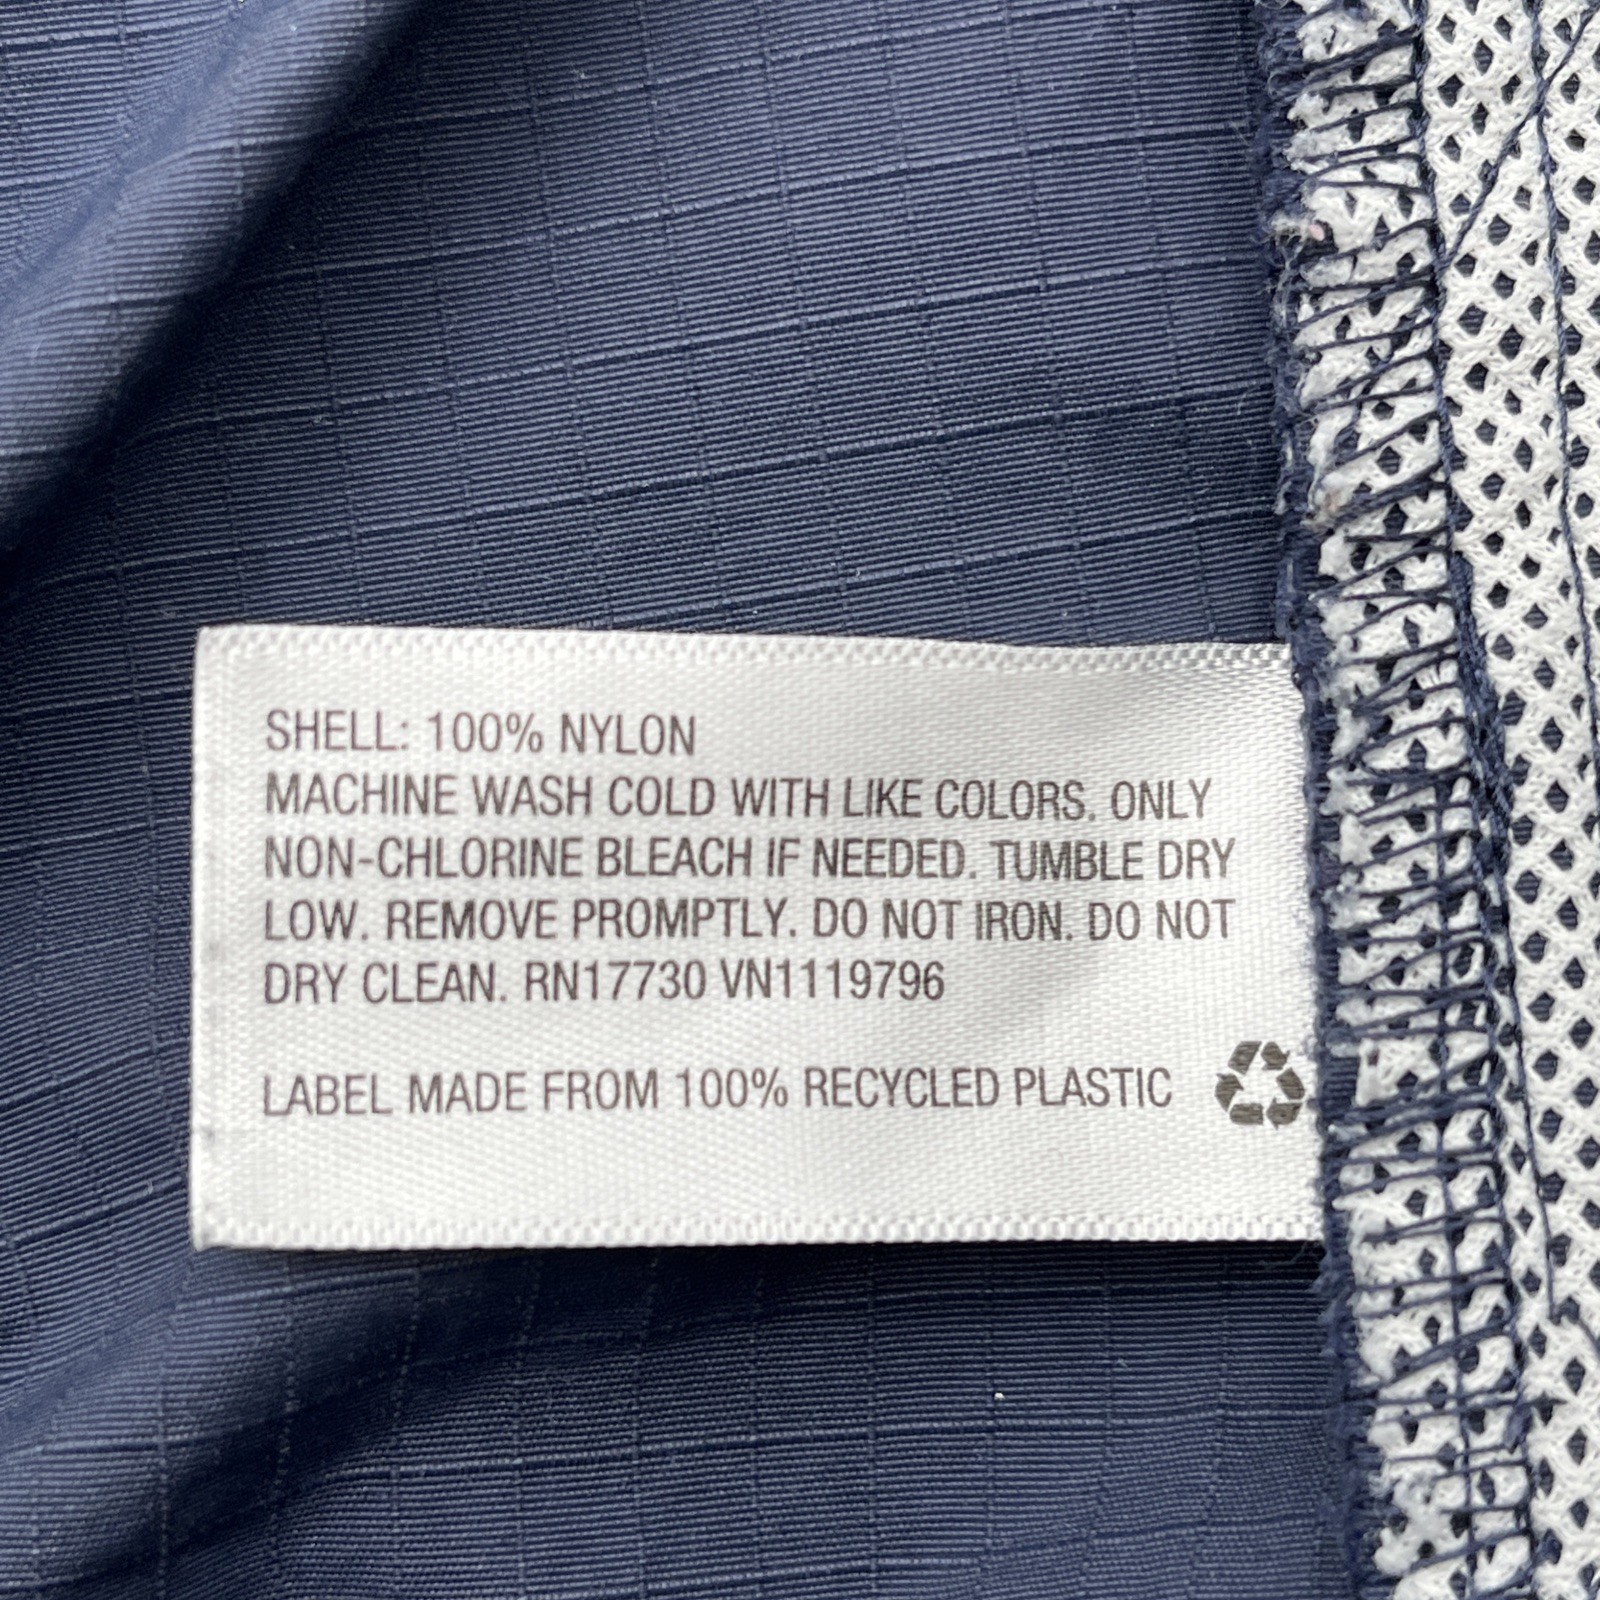 SHELL: 100% NYLON
MACHINE WASH COLD WITH LIKE COLORS. ONLY
NON-CHLORINE BLEACH IF NEEDED. TUMBLE DRY
LOW. REMOVE PROMPTLY. DO NOT IRON. DO NOT
DRY CLEAN. RN17730 VN1119796
LABEL MADE FROM 100% RECYCLED PLASTIC